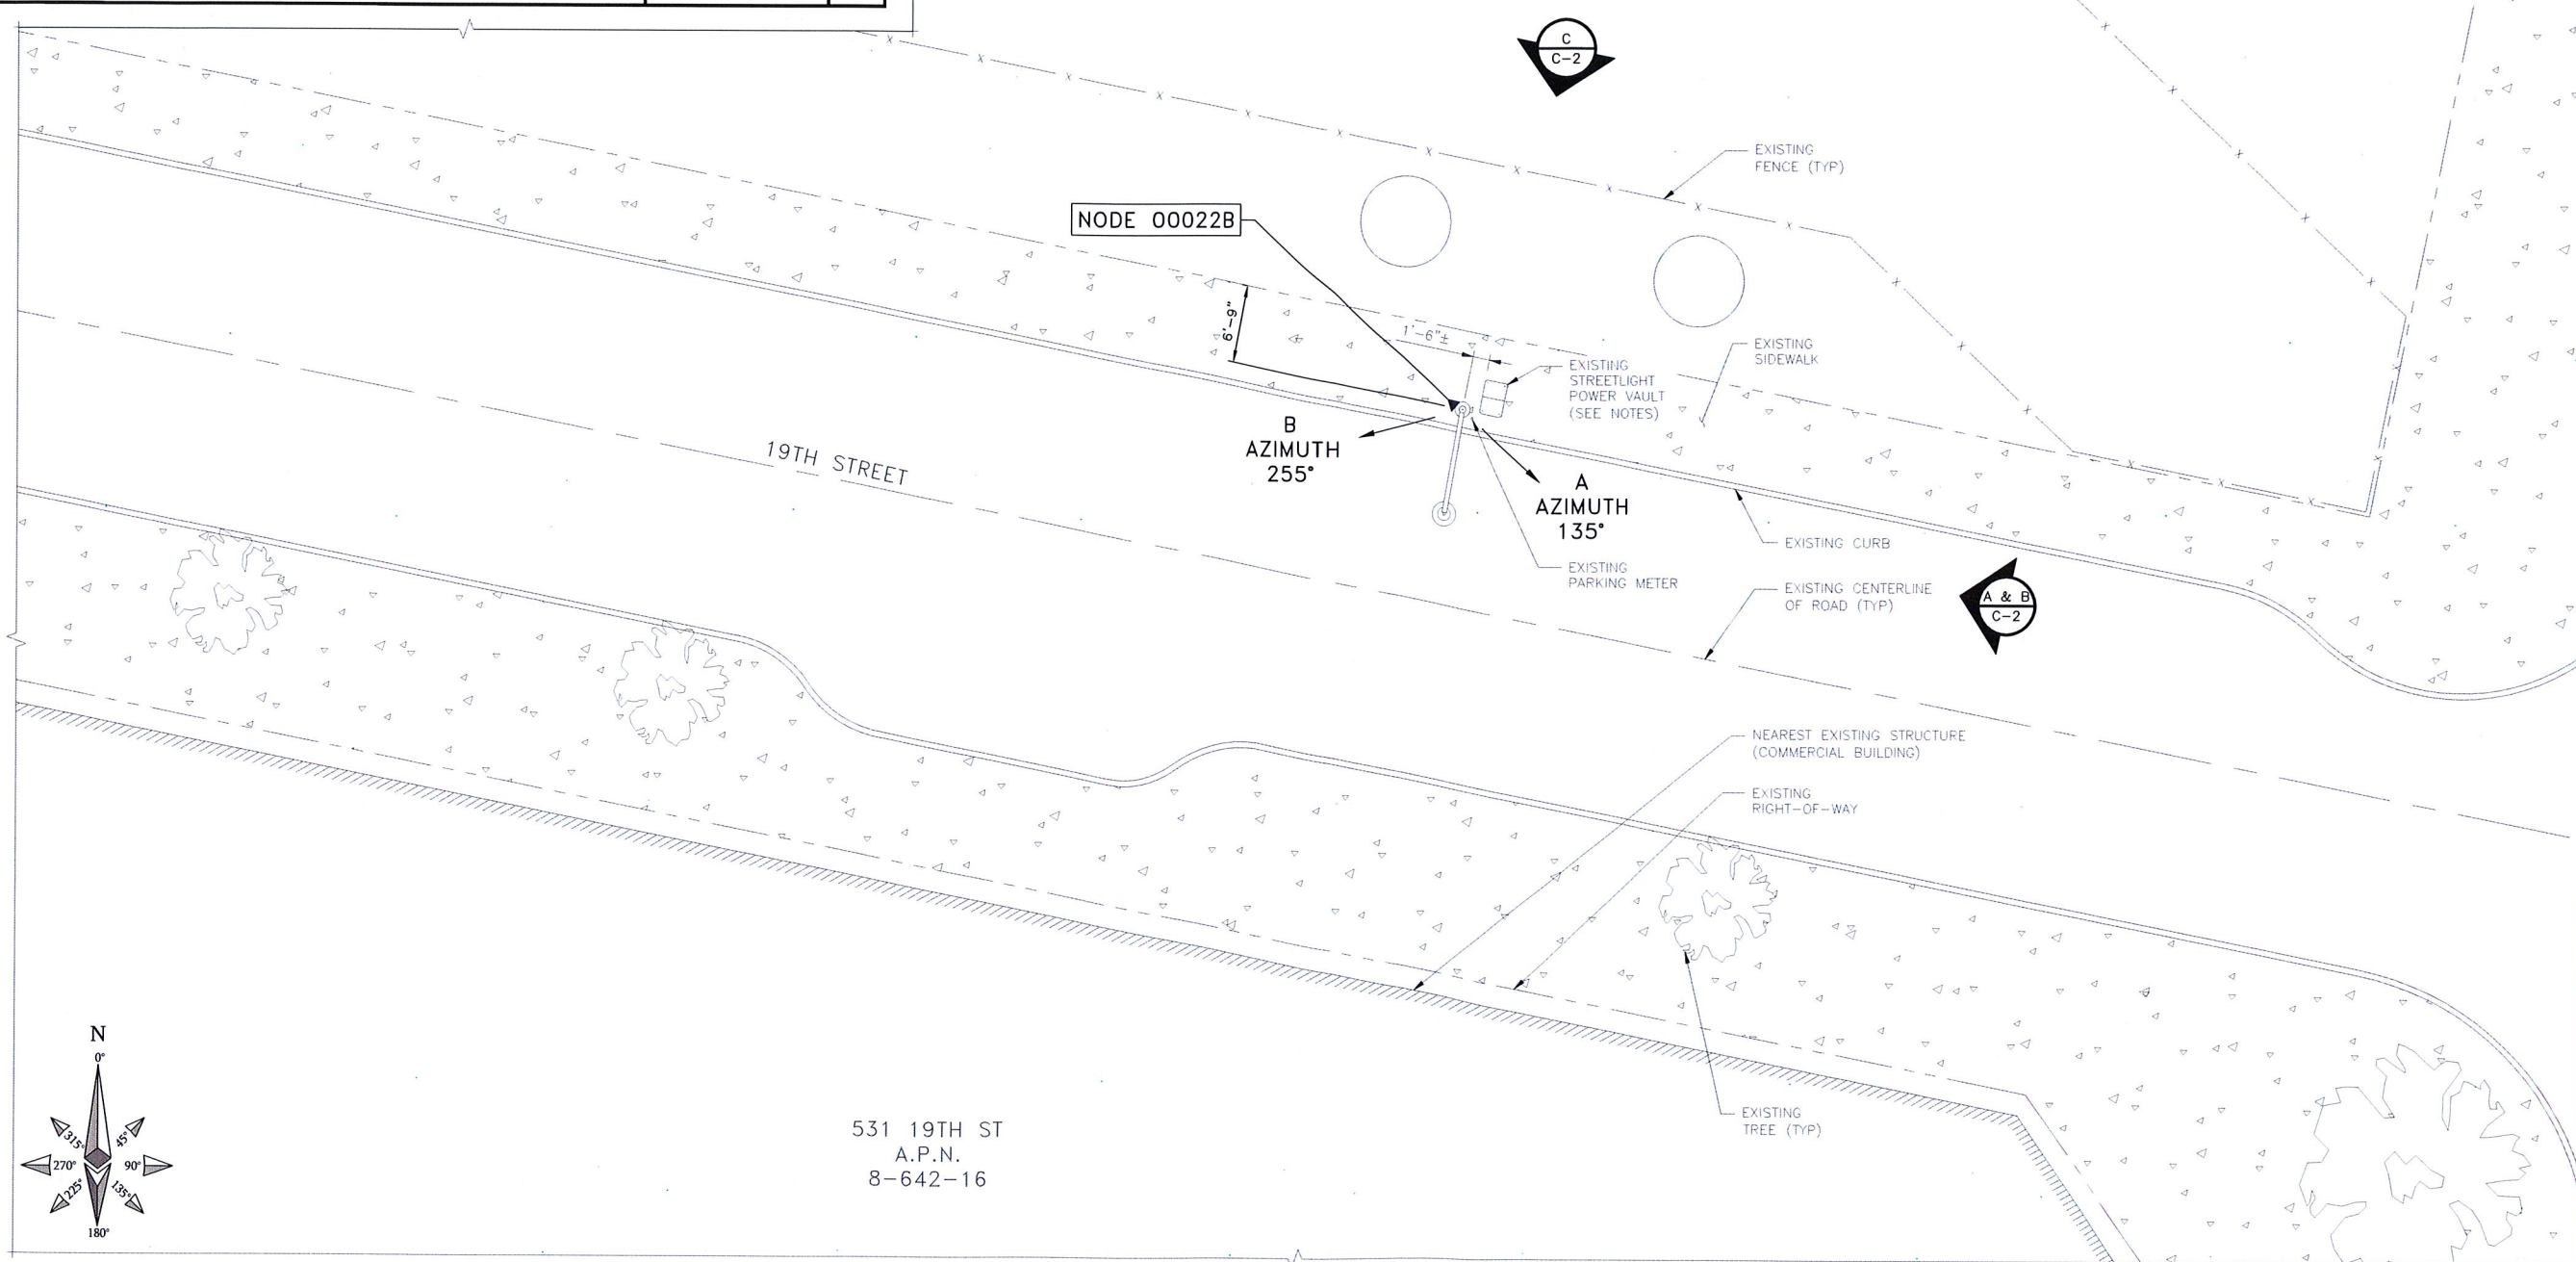 C
C-2
EXISTING
FENCE (TYP)
NODE 00022B
6'-9"
1'-6"±
EXISTING
STREETLIGHT
POWER VAULT
(SEE NOTES)
EXISTING
SIDEWALK
B
AZIMUTH
255°
19TH STREET
A
AZIMUTH
135°
EXISTING CURB
EXISTING
PARKING METER
EXISTING CENTERLINE
OF ROAD (TYP)
A & B
C-2
NEAREST EXISTING STRUCTURE
(COMMERCIAL BUILDING)
EXISTING
RIGHT-OF-WAY
EXISTING
TREE (TYP)
531 19TH ST
A.P.N.
8-642-16
N
0°
315°
45°
270°
90°
225°
135°
180°